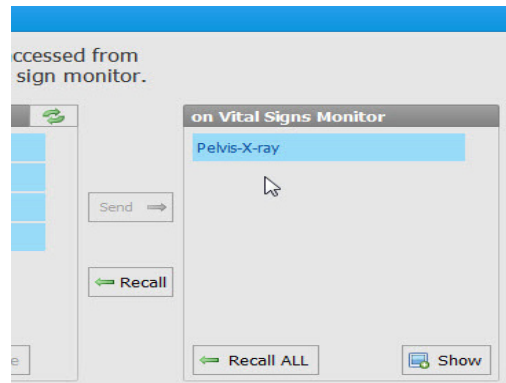 ccessed from
sign monitor.
on Vital Signs Monitor
Pelvis-X-ray
Send
Recall
e
Recall ALL
Show